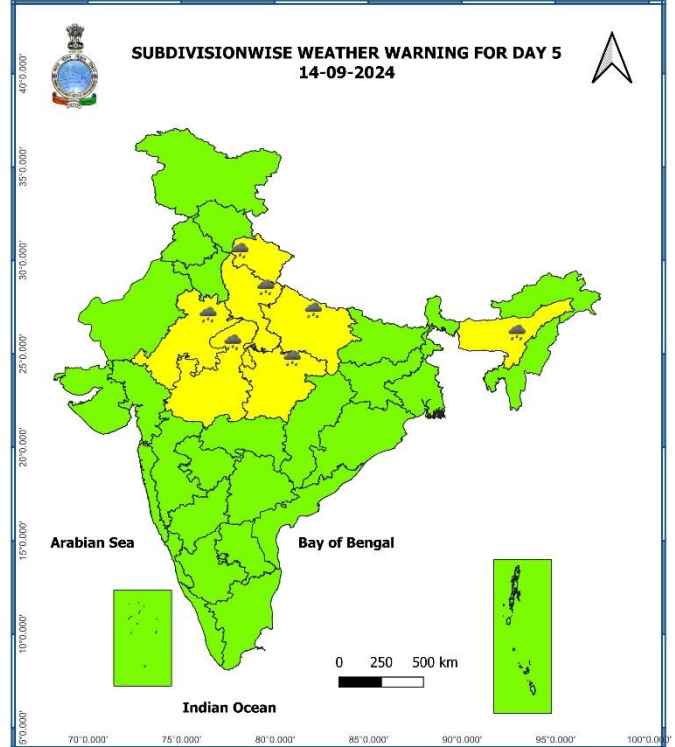 SUBDIVISIONWISE WEATHER WARNING FOR DAY 5
14-09-2024
40°0.000'
35°0.000'
30°0.000'
25°0.000'
20°0.000'
15°0.000'
10°0.000'
5°0.000'
Arabian Sea
Bay of Bengal
0 250 500 km
Indian Ocean
70°0.000' 75°0.000' 80°0.000' 85°0.000' 90°0.000' 95°0.000' 100°0.000'